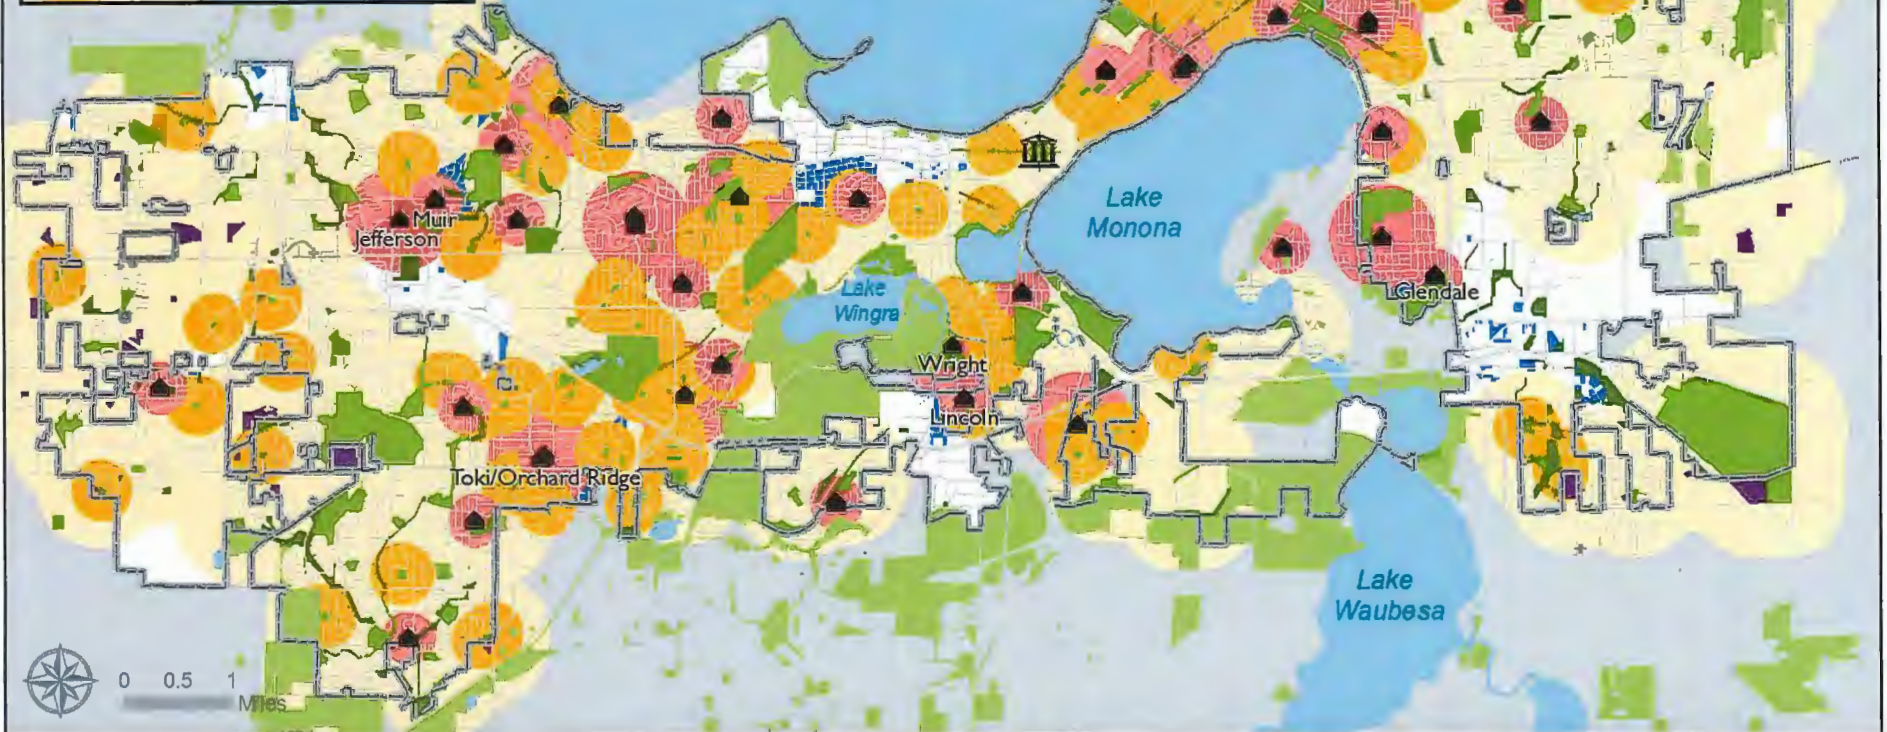 Lake
Monona
Muir
Jefferson
Glendale
Lake
Wingra
Wright
Lincoln
Toki/Orchard Ridge
Lake
Waubesa
0 0.5 1
Miles